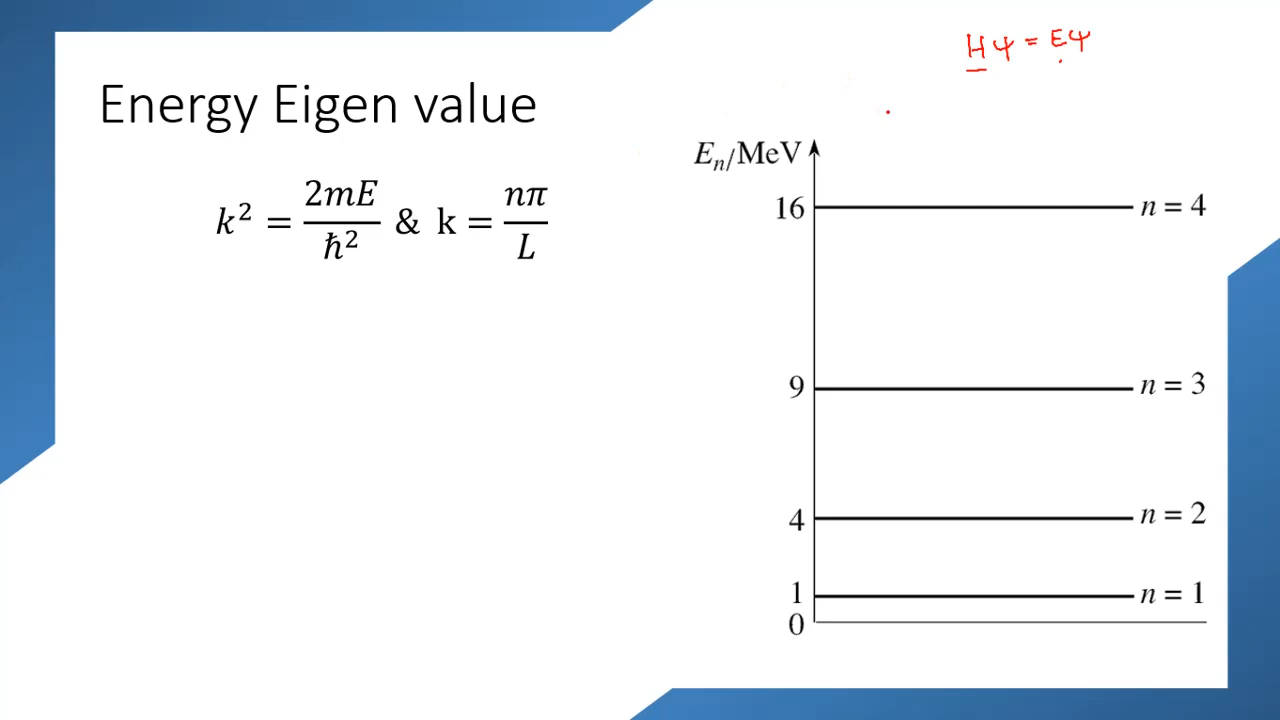 Hψ = Eψ
Energy Eigen value
k² = 2mE/ħ² & k = nπ/L
Eₙ/MeV
16 n = 4
9 n = 3
4 n = 2
1 n = 1
0